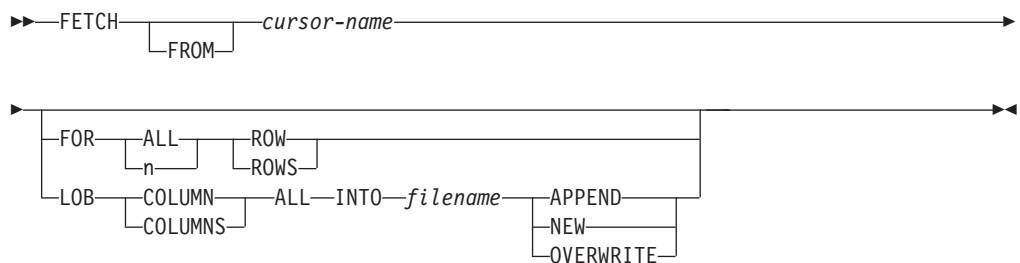 FETCH cursor-name
FROM
FOR ALL ROW
n ROWS
LOB COLUMN ALL INTO filename APPEND
COLUMNS NEW
OVERWRITE